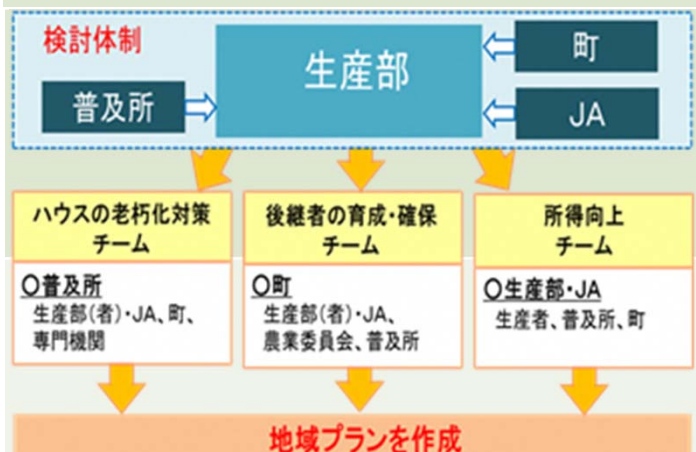 検討体制
生産部
町
普及所
JA
ハウスの老朽化対策
チーム
〇普及所
生産部(者)・JA、町、
専門機関
後継者の育成・確保
チーム
〇町
生産部(者)・JA、
農業委員会、普及所
所得向上
チーム
〇生産部・JA
生産者、普及所、町
地域プランを作成